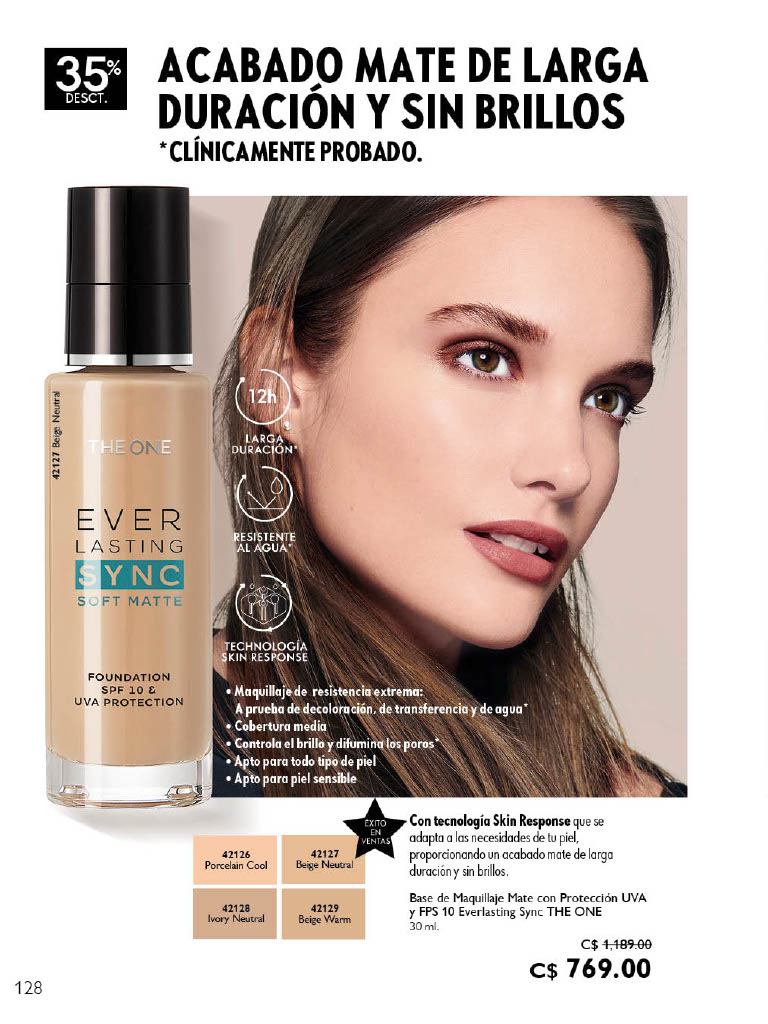 35%
DESCT.
ACABADO MATE DE LARGA
DURACIÓN Y SIN BRILLOS
*CLÍNICAMENTE PROBADO.
42127 Beige Neutral
THE ONE
EVER
LASTING
SYNC
SOFT MATTE
FOUNDATION
SPF 10 &
UVA PROTECTION
12h
LARGA
DURACIÓN*
RESISTENTE
AL AGUA*
TECHNOLOGÍA
SKIN RESPONSE
• Maquillaje de resistencia extrema:
A prueba de decoloración, de transferencia y de agua*
• Cobertura media
• Controla el brillo y difumina los poros*
• Apto para todo tipo de piel
• Apto para piel sensible
ÉXITO
EN
VENTAS
42126
Porcelain Cool
42127
Beige Neutral
42128
Ivory Neutral
42129
Beige Warm
Con tecnología Skin Response que se
adapta a las necesidades de tu piel,
proporcionando un acabado mate de larga
duración y sin brillos.
Base de Maquillaje Mate con Protección UVA
y FPS 10 Everlasting Sync THE ONE
30 ml.
C$ 1,189.00
C$ 769.00
128